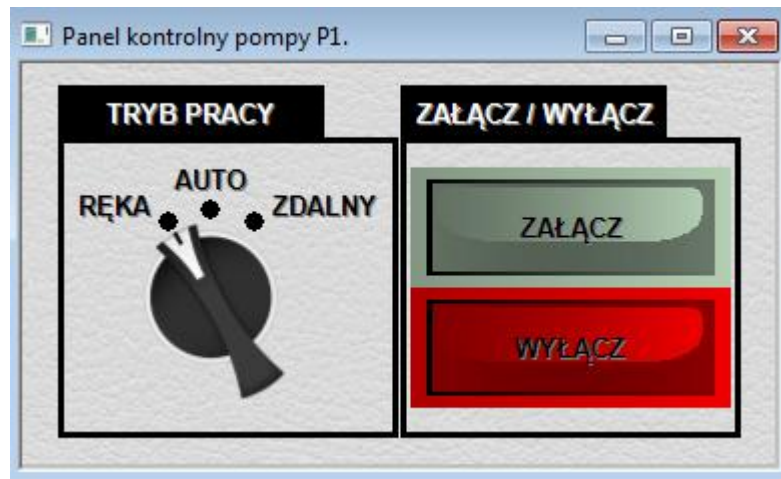 Panel kontrolny pompy P1.
TRYB PRACY
RĘKA
AUTO
ZDALNY
ZAŁĄCZ / WYŁĄCZ
ZAŁĄCZ
WYŁĄCZ